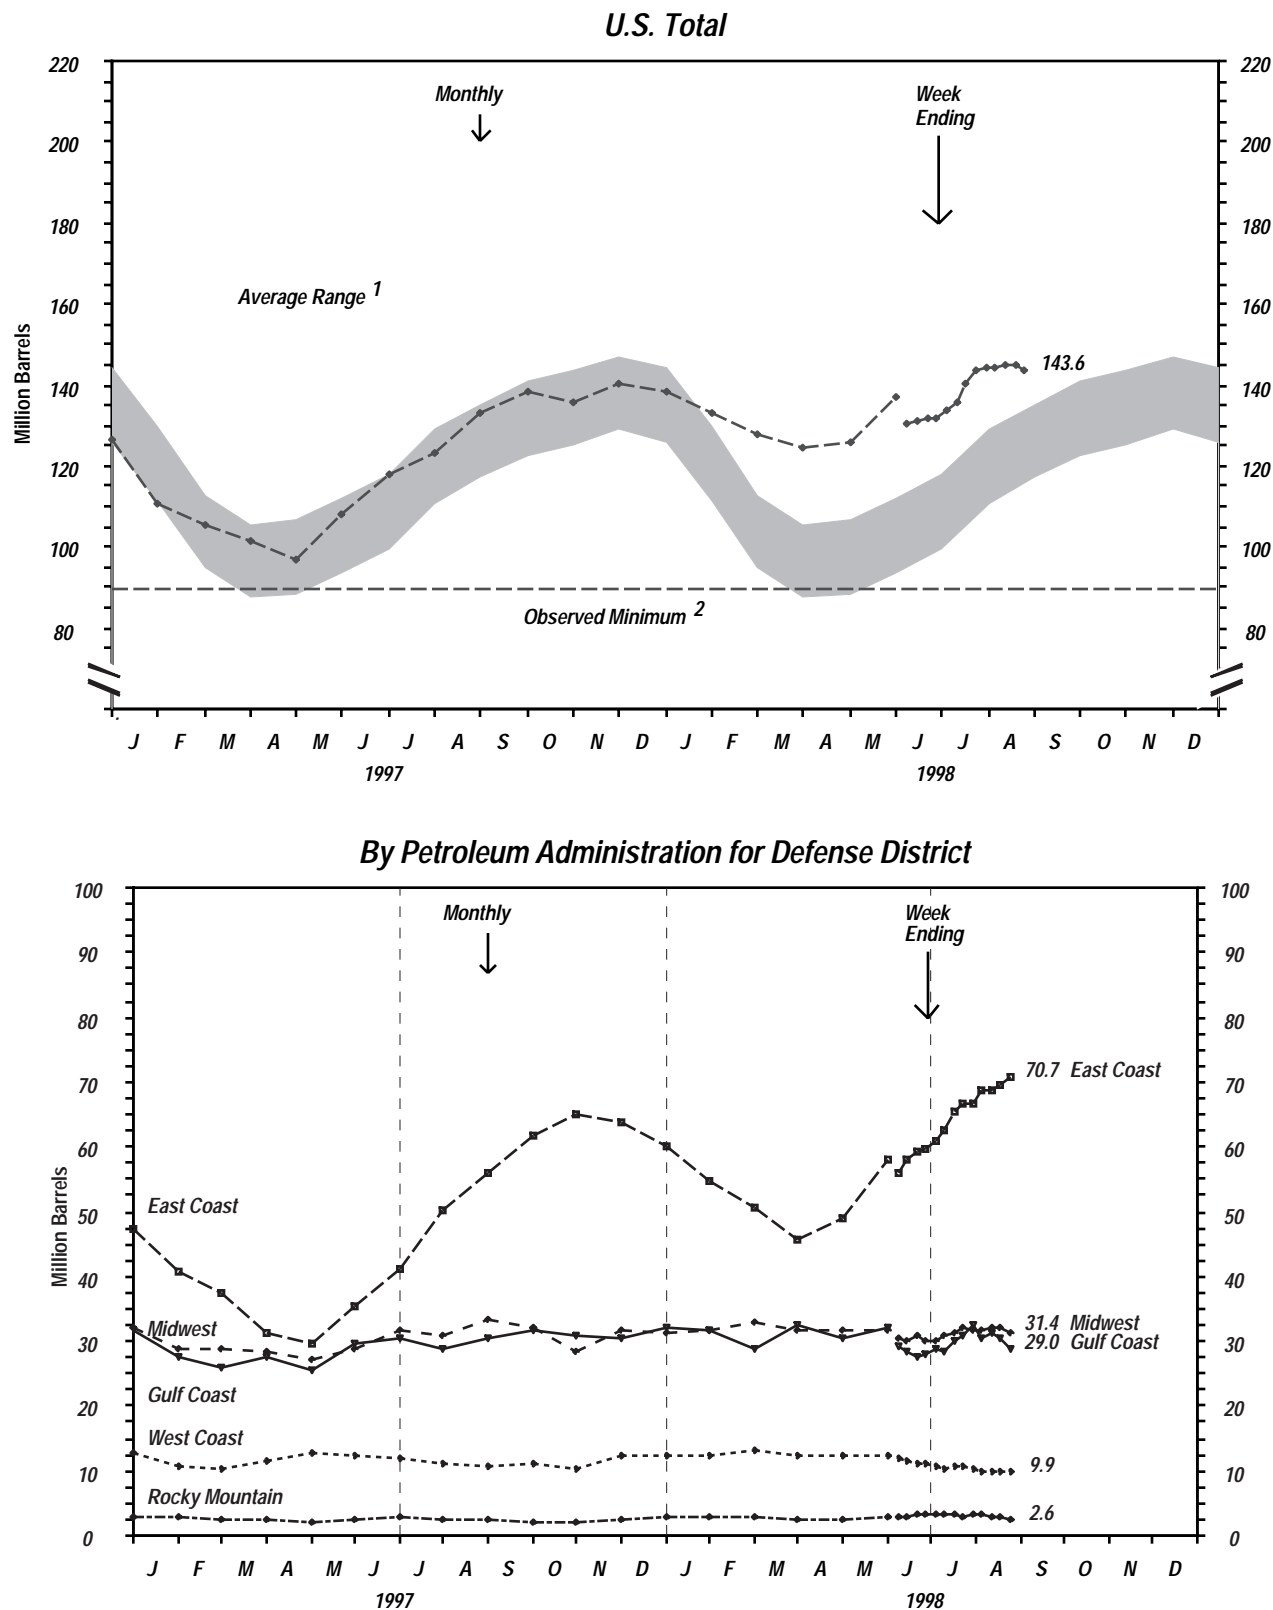 U.S. Total
220
200
180
160
140
120
100
80
220
200
180
160
140
120
100
80
Million Barrels
Monthly
Week
Ending
Average Range 1
143.6
Observed Minimum 2
J F M A M J J A S O N D J F M A M J J A S O N D
1997 1998
By Petroleum Administration for Defense District
100
90
80
70
60
50
40
30
20
10
0
100
90
80
70
60
50
40
30
20
10
0
Million Barrels
Monthly
Week
Ending
70.7 East Coast
East Coast
Midwest
31.4 Midwest
29.0 Gulf Coast
Gulf Coast
West Coast
9.9
Rocky Mountain
2.6
J F M A M J J A S O N D J F M A M J J A S O N D
1997 1998